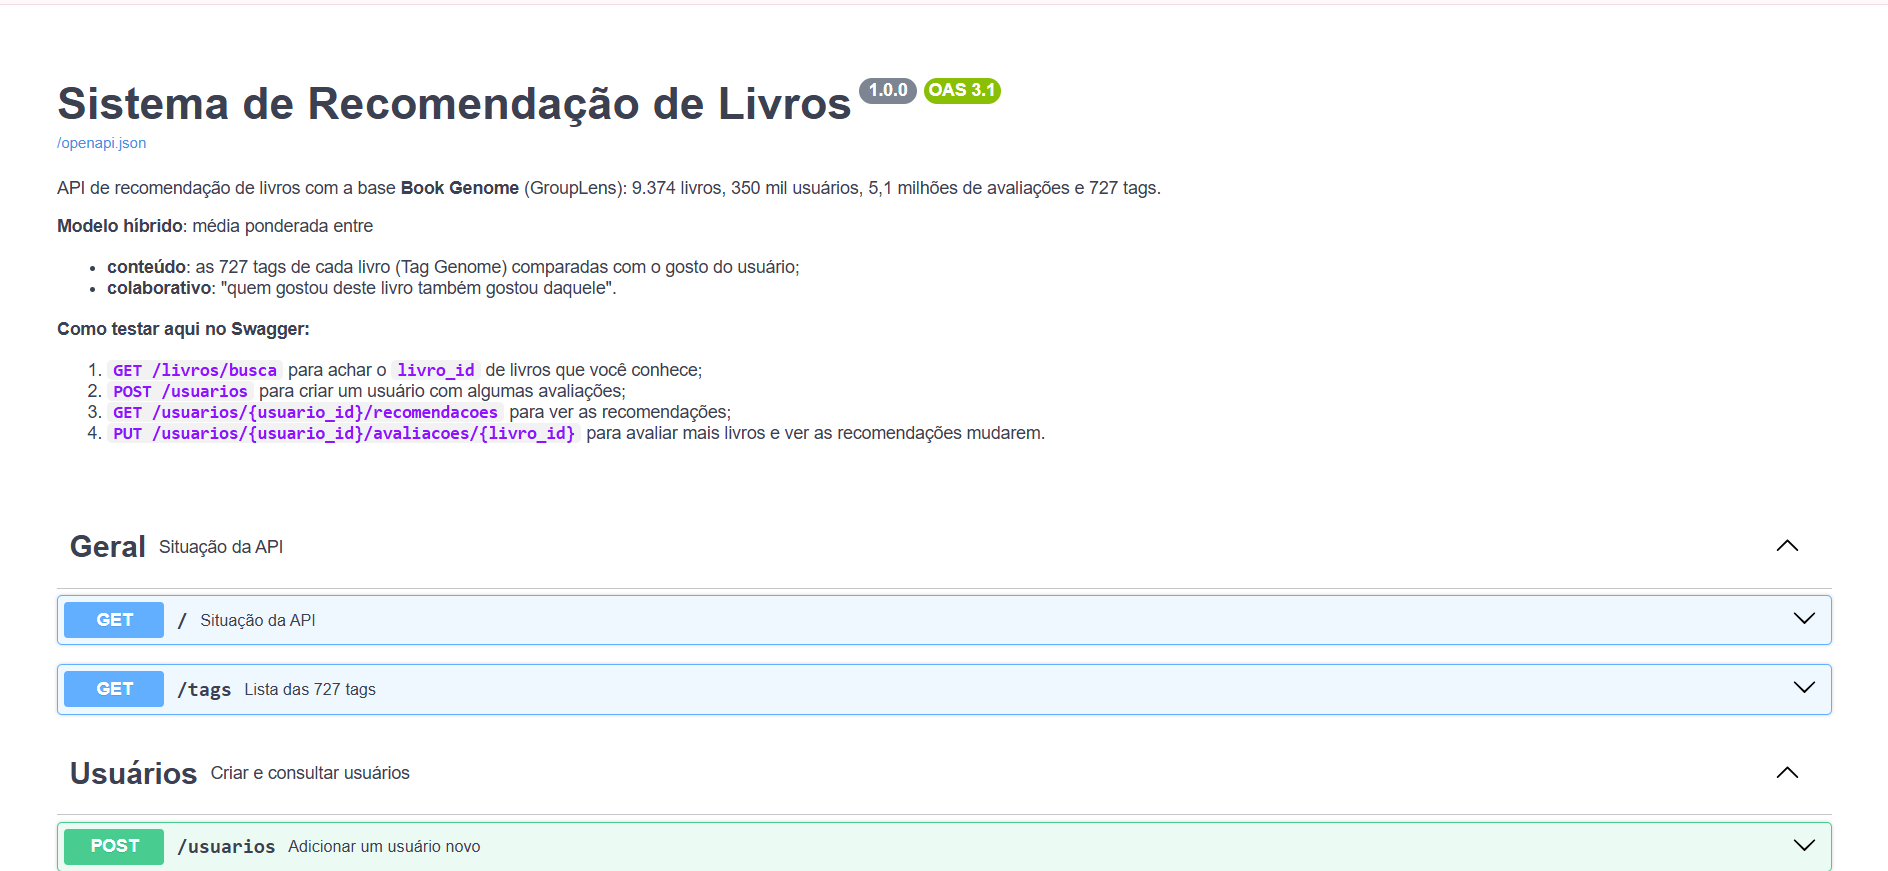 Sistema de Recomendação de Livros 1.0.0 OAS 3.1
/openapi.json
API de recomendação de livros com a base Book Genome (GroupLens): 9.374 livros, 350 mil usuários, 5,1 milhões de avaliações e 727 tags.
Modelo híbrido: média ponderada entre
• conteúdo: as 727 tags de cada livro (Tag Genome) comparadas com o gosto do usuário;
• colaborativo: "quem gostou deste livro também gostou daquele".
Como testar aqui no Swagger:
1. GET /livros/busca para achar o livro_id de livros que você conhece;
2. POST /usuarios para criar um usuário com algumas avaliações;
3. GET /usuarios/{usuario_id}/recomendacoes para ver as recomendações;
4. PUT /usuarios/{usuario_id}/avaliacoes/{livro_id} para avaliar mais livros e ver as recomendações mudarem.
Geral Situação da API
GET / Situação da API
GET /tags Lista das 727 tags
Usuários Criar e consultar usuários
POST /usuarios Adicionar um usuário novo